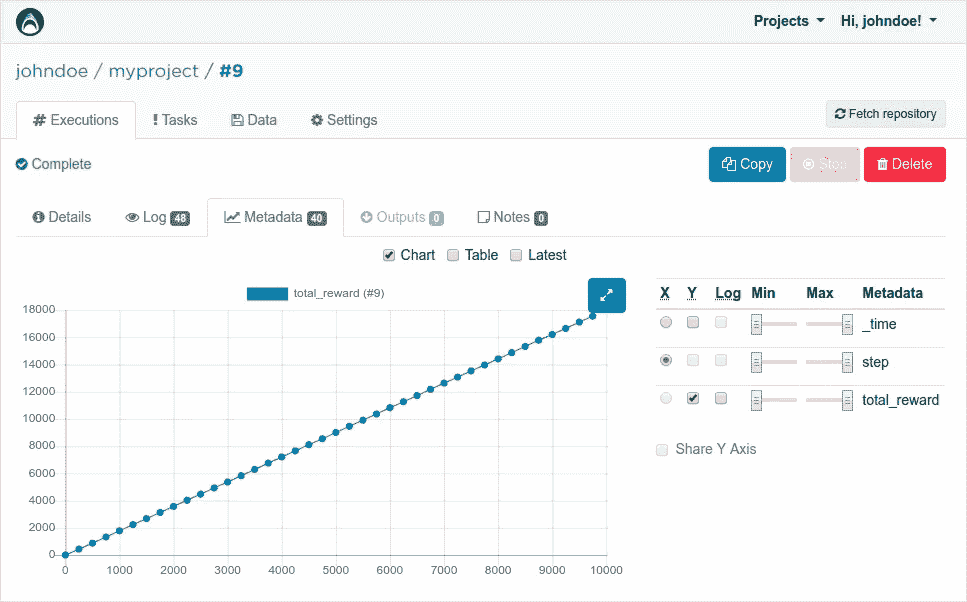 Projects Hi, johndoe!
johndoe / myproject / #9
# Executions ! Tasks Data Settings Fetch repository
Complete Copy Stop Delete
Details Log 48 Metadata 40 Outputs 0 Notes 0
Chart Table Latest
total_reward (#9)
18000
16000
14000
12000
10000
8000
6000
4000
2000
0
0 1000 2000 3000 4000 5000 6000 7000 8000 9000 10000
X Y Log Min Max Metadata
_time
step
total_reward
Share Y Axis